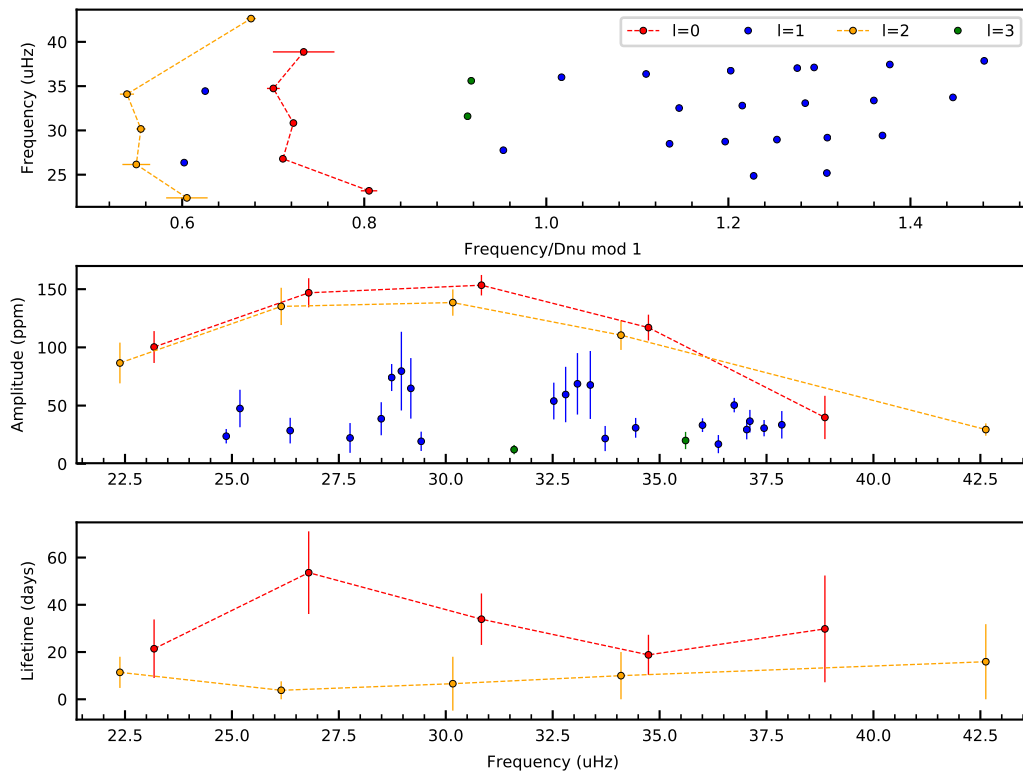 l=0 l=1 l=2 l=3
Frequency (uHz)
40
35
30
25
0.6 0.8 1.0 1.2 1.4
Frequency/Dnu mod 1
Amplitude (ppm)
150
100
50
0
22.5 25.0 27.5 30.0 32.5 35.0 37.5 40.0 42.5
Lifetime (days)
60
40
20
0
22.5 25.0 27.5 30.0 32.5 35.0 37.5 40.0 42.5
Frequency (uHz)